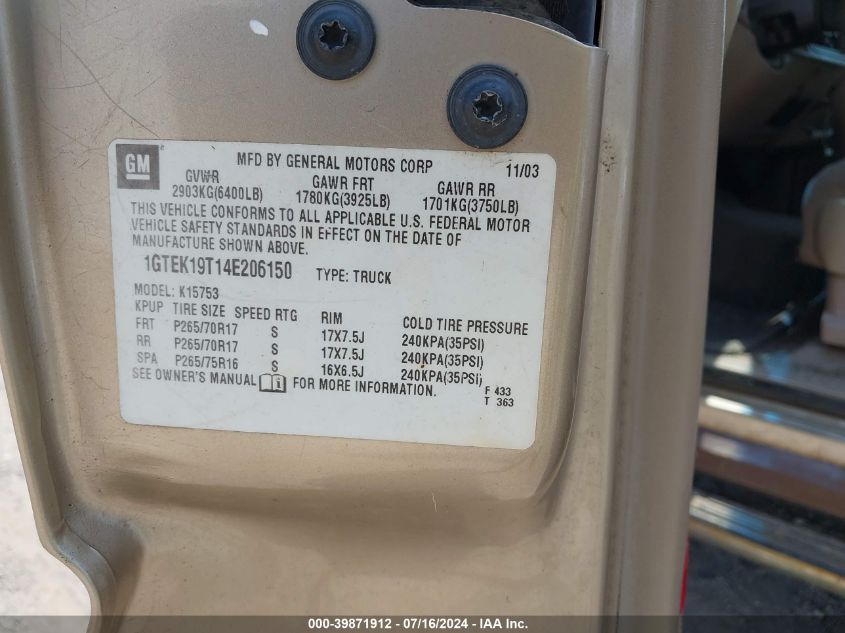 GM
MFD BY GENERAL MOTORS CORP 11/03
GVWR GAWR FRT GAWR RR
2903KG(6400LB) 1780KG(3925LB) 1701KG(3750LB)
THIS VEHICLE CONFORMS TO ALL APPLICABLE U.S. FEDERAL MOTOR
VEHICLE SAFETY STANDARDS IN EFFECT ON THE DATE OF
MANUFACTURE SHOWN ABOVE.
1GTEK19T14E206150 TYPE: TRUCK
MODEL: K15753
KPUP TIRE SIZE SPEED RTG RIM COLD TIRE PRESSURE
FRT P265/70R17 S 17X7.5J 240KPA(35PSI)
RR P265/70R17 S 17X7.5J 240KPA(35PSI)
SPA P265/75R16 S 16X6.5J 240KPA(35PSI)
SEE OWNER'S MANUAL FOR MORE INFORMATION.
F 433
T 363
000-39871912 - 07/16/2024 - IAA Inc.